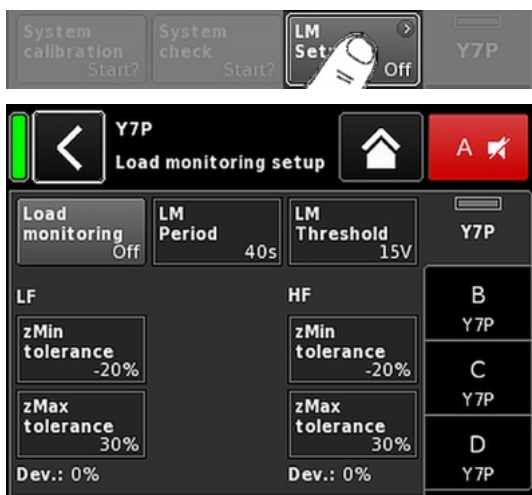 System calibration Start?
System check Start?
LM Off
Y7P
Y7P
Load monitoring setup
A
Load monitoring Off
LM Period 40s
LM Threshold 15V
Y7P
LF
HF
B
Y7P
zMin tolerance -20%
zMin tolerance -20%
C
Y7P
zMax tolerance 30%
zMax tolerance 30%
D
Y7P
Dev.: 0%
Dev.: 0%